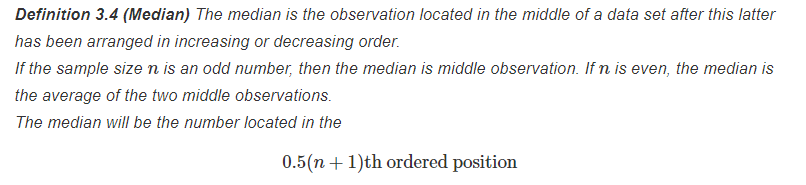 Definition 3.4 (Median) The median is the observation located in the middle of a data set after this latter
has been arranged in increasing or decreasing order.
If the sample size n is an odd number, then the median is middle observation. If n is even, the median is
the average of the two middle observations.
The median will be the number located in the
0.5(n + 1)th ordered position